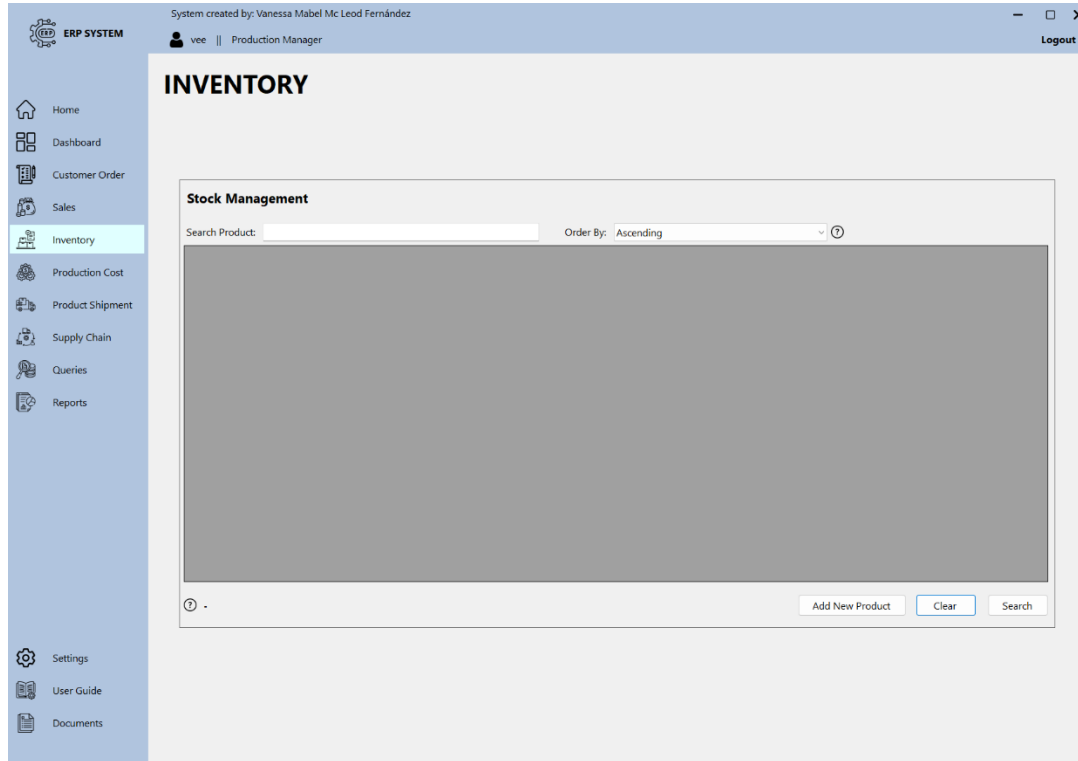 System created by: Vanessa Mabel Mc Leod Fernández
ERP
ERP SYSTEM
vee || Production Manager
Logout
INVENTORY
Home
Dashboard
Customer Order
Sales
Inventory
Production Cost
Product Shipment
Supply Chain
Queries
Reports
Stock Management
Search Product:
Order By: Ascending
?
? -
Add New Product
Clear
Search
Settings
User Guide
Documents